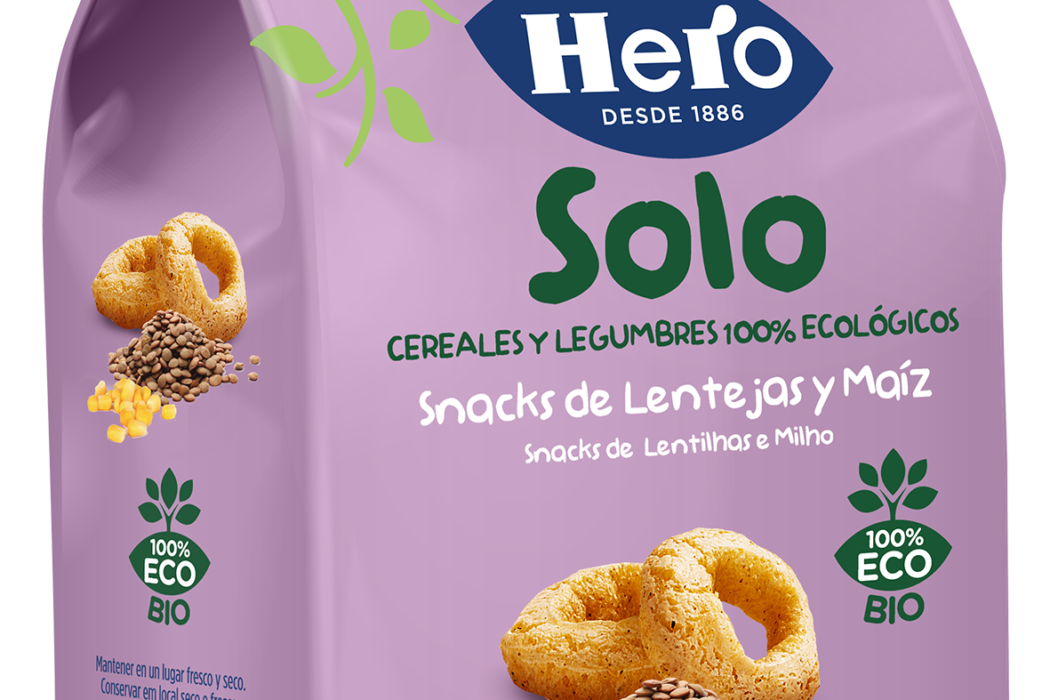 Hero
DESDE 1886
Solo
CEREALES Y LEGUMBRES 100% ECOLÓGICOS
Snacks de Lentejas y Maíz
Snacks de Lentilhas e Milho
100%
ECO
BIO
100%
ECO
BIO
Mantener en un lugar fresco y seco.
Conservar em local seco e